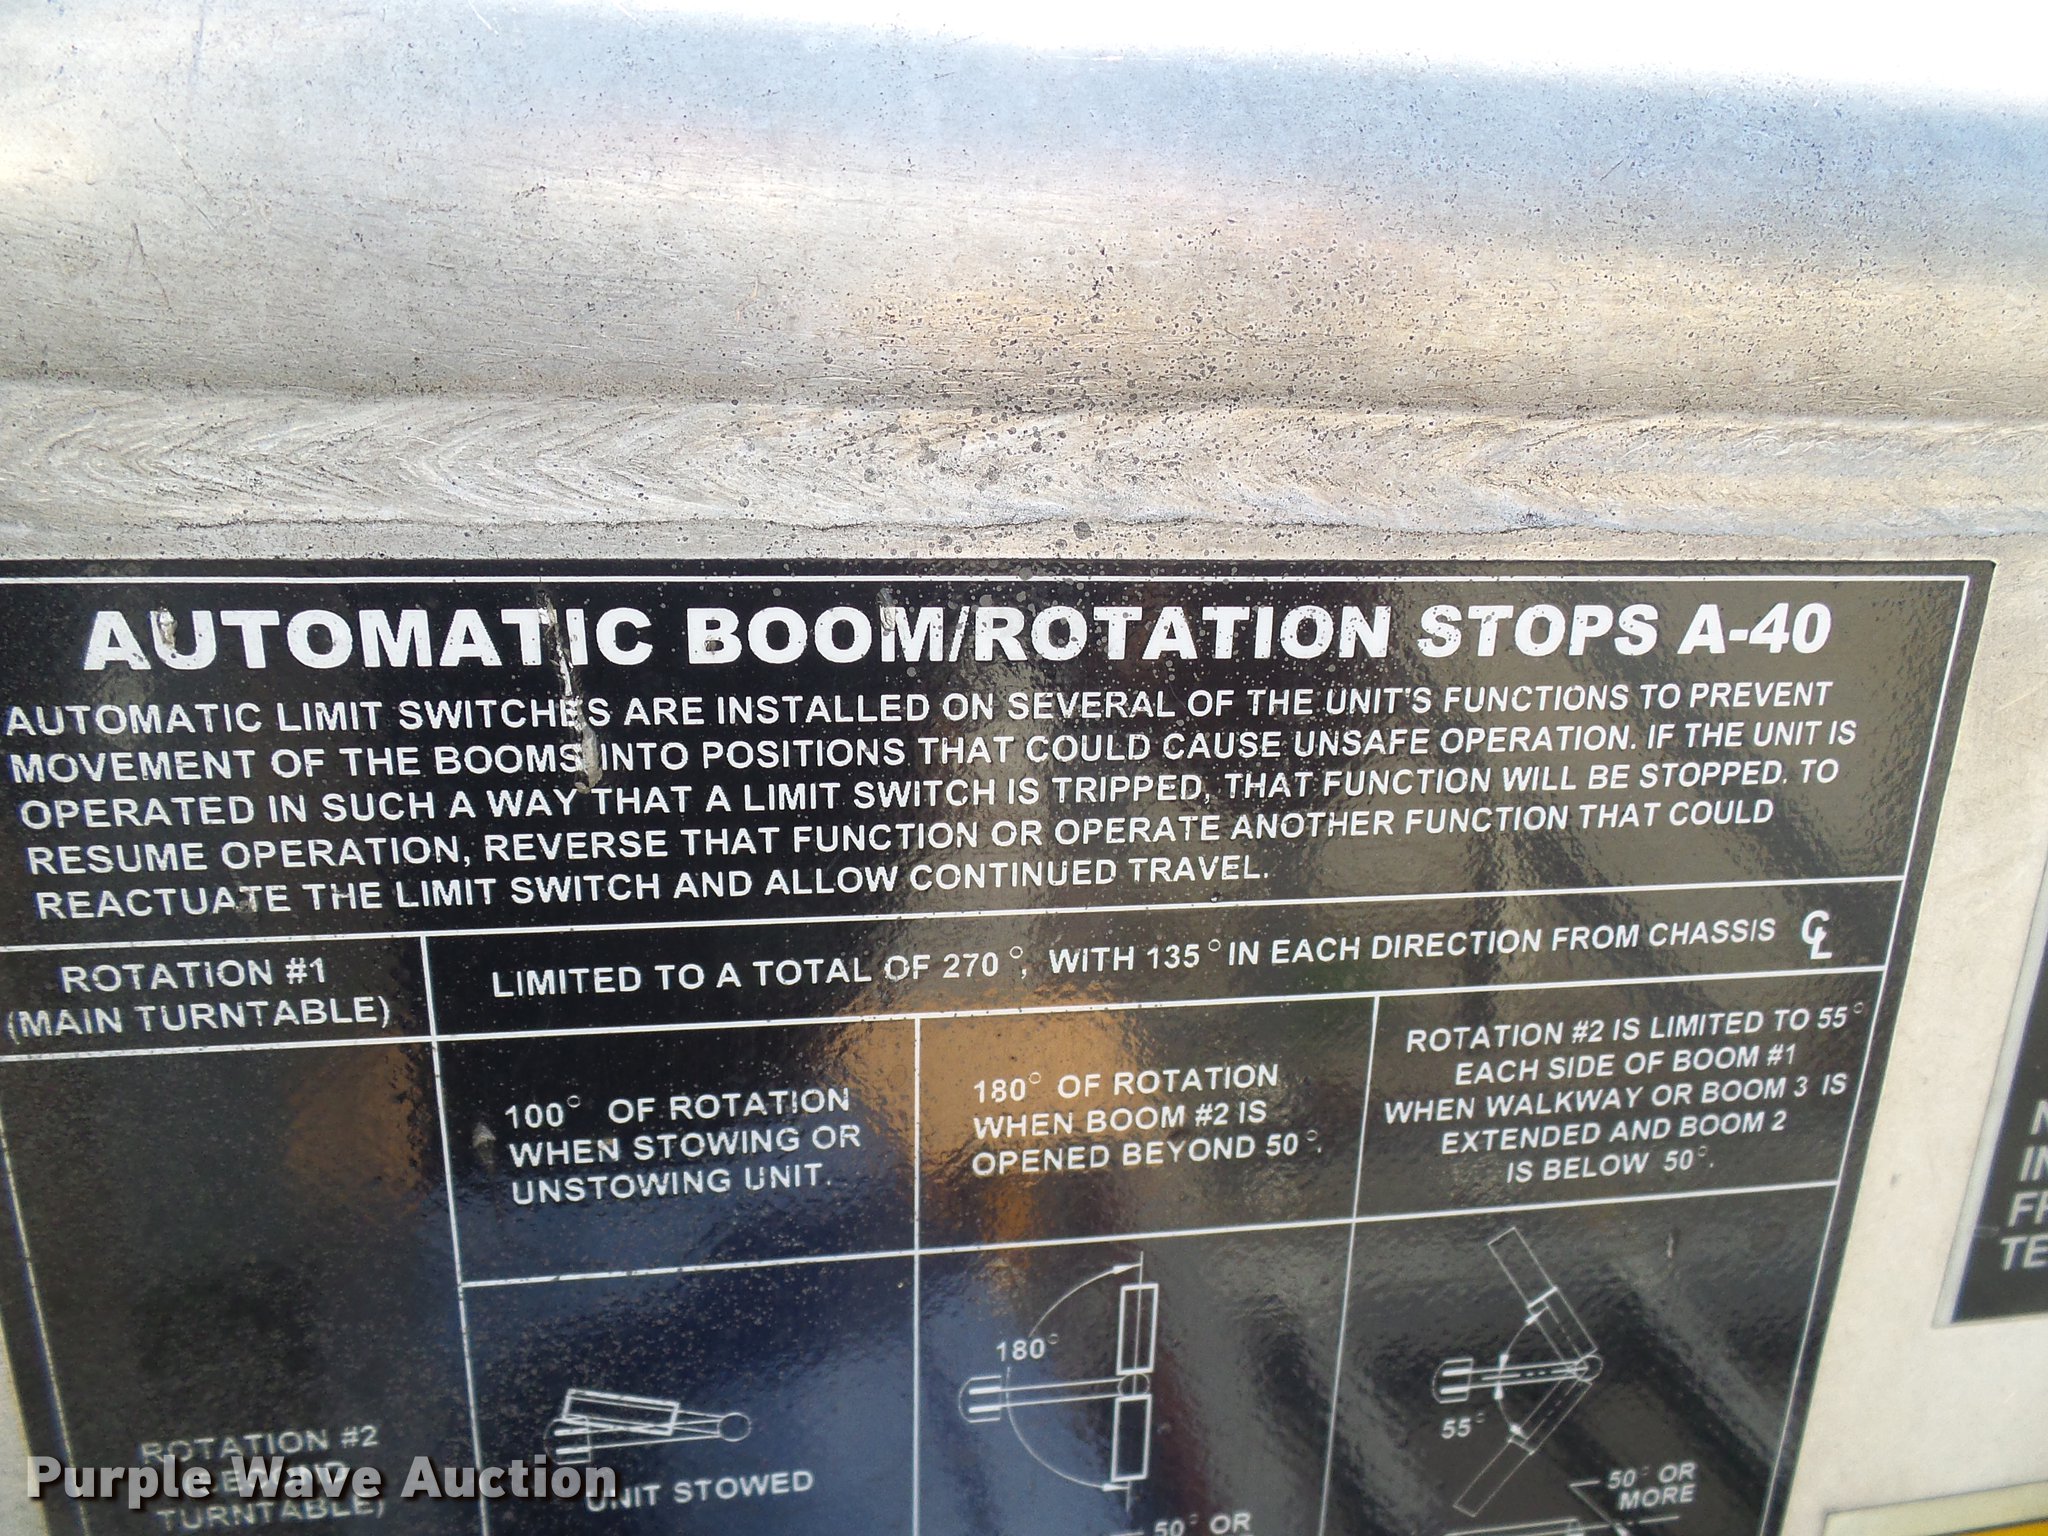 AUTOMATIC BOOM/ROTATION STOPS A-40
AUTOMATIC LIMIT SWITCHES ARE INSTALLED ON SEVERAL OF THE UNIT'S FUNCTIONS TO PREVENT
MOVEMENT OF THE BOOMS INTO POSITIONS THAT COULD CAUSE UNSAFE OPERATION. IF THE UNIT IS
OPERATED IN SUCH A WAY THAT A LIMIT SWITCH IS TRIPPED, THAT FUNCTION WILL BE STOPPED. TO
RESUME OPERATION, REVERSE THAT FUNCTION OR OPERATE ANOTHER FUNCTION THAT COULD
REACTUATE THE LIMIT SWITCH AND ALLOW CONTINUED TRAVEL.
ROTATION #1
(MAIN TURNTABLE)
LIMITED TO A TOTAL OF 270°, WITH 135° IN EACH DIRECTION FROM CHASSIS CL
100° OF ROTATION
WHEN STOWING OR
UNSTOWING UNIT.
180° OF ROTATION
WHEN BOOM #2 IS
OPENED BEYOND 50°.
ROTATION #2 IS LIMITED TO 55°
EACH SIDE OF BOOM #1
WHEN WALKWAY OR BOOM 3 IS
EXTENDED AND BOOM 2
IS BELOW 50°.
ROTATION #2
TURNTABLE)
UNIT STOWED
180°
50° OR
55°
50° OR
MORE
TE
Purple Wave Auction